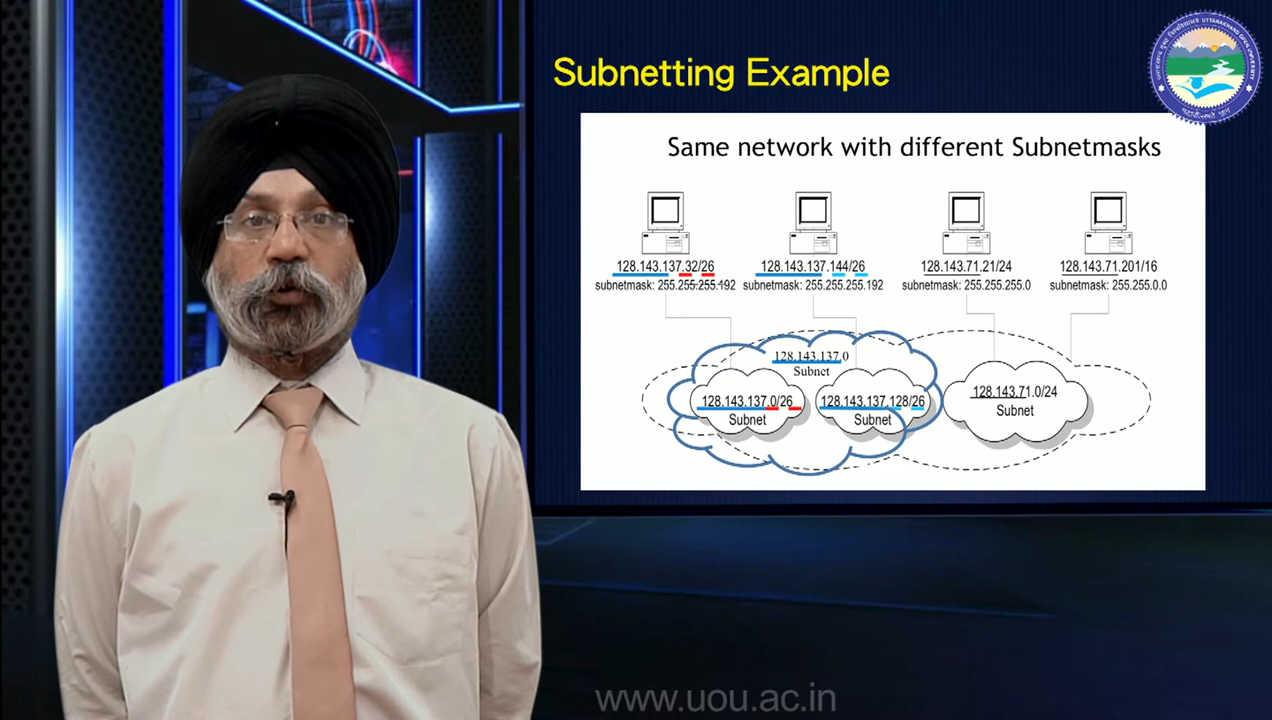 Subnetting Example
UTTARAKHAND OPEN UNIVERSITY
Same network with different Subnetmasks
128.143.137.32/26
128.143.137.144/26
128.143.71.21/24
128.143.71.201/16
subnetmask: 255.255.255.192
subnetmask: 255.255.255.192
subnetmask: 255.255.255.0
subnetmask: 255.255.0.0
128.143.137.0
Subnet
128.143.137.0/26
Subnet
128.143.137.128/26
Subnet
128.143.71.0/24
Subnet
www.uou.ac.in